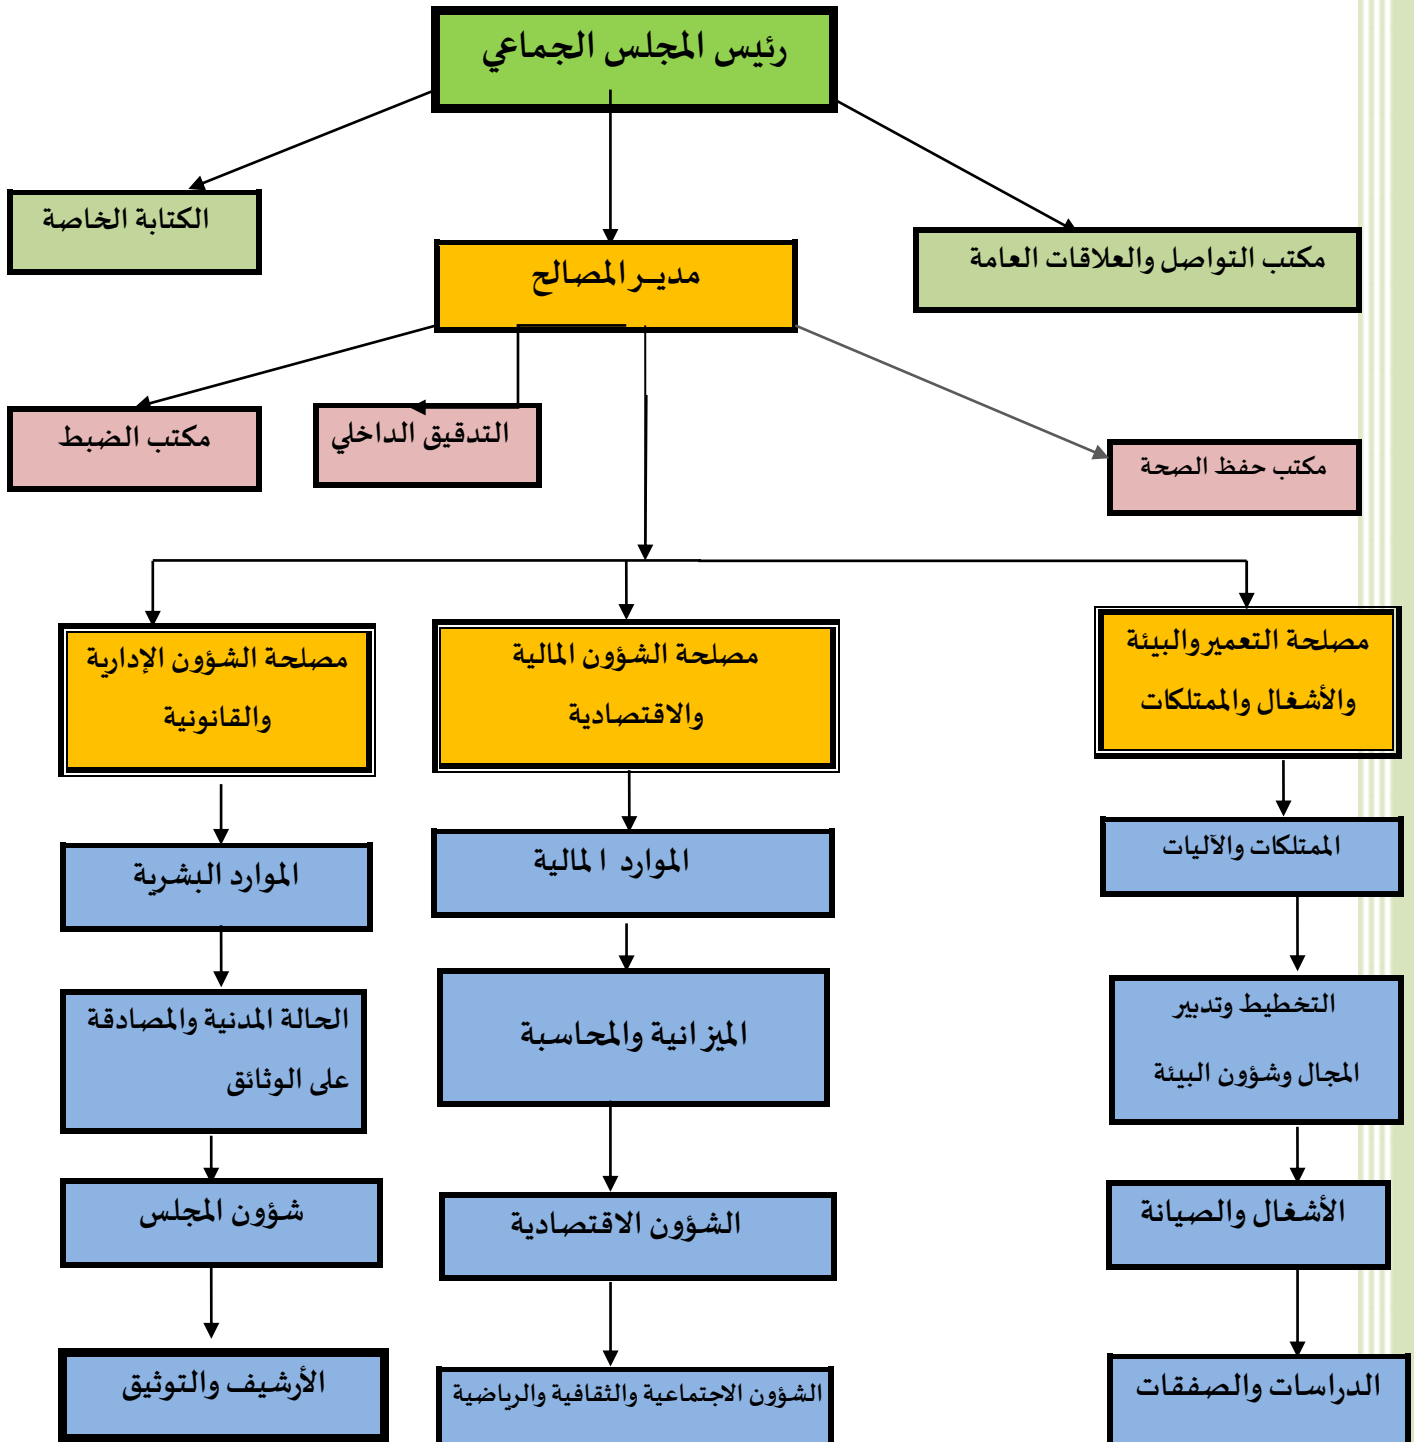 رئيس المجلس الجماعي
مكتب التواصل والعلاقات العامة
الكتابة الخاصة
مديـر المصالح
مكتب حفظ الصحة
التدقيق الداخلي
مكتب الضبط
مصلحة التعمير والبيئة
والأشغال والممتلكات
مصلحة الشؤون المالية
والاقتصادية
مصلحة الشؤون الإدارية
والقانونية
الممتلكات والآليات
الموارد المالية
الموارد البشرية
التخطيط وتدبير
المجال وشؤون البيئة
الميزانية والمحاسبة
الحالة المدنية والمصادقة
على الوثائق
الأشغال والصيانة
الشؤون الاقتصادية
شؤون المجلس
الدراسات والصفقات
الشؤون الاجتماعية والثقافية والرياضية
الأرشيف والتوثيق